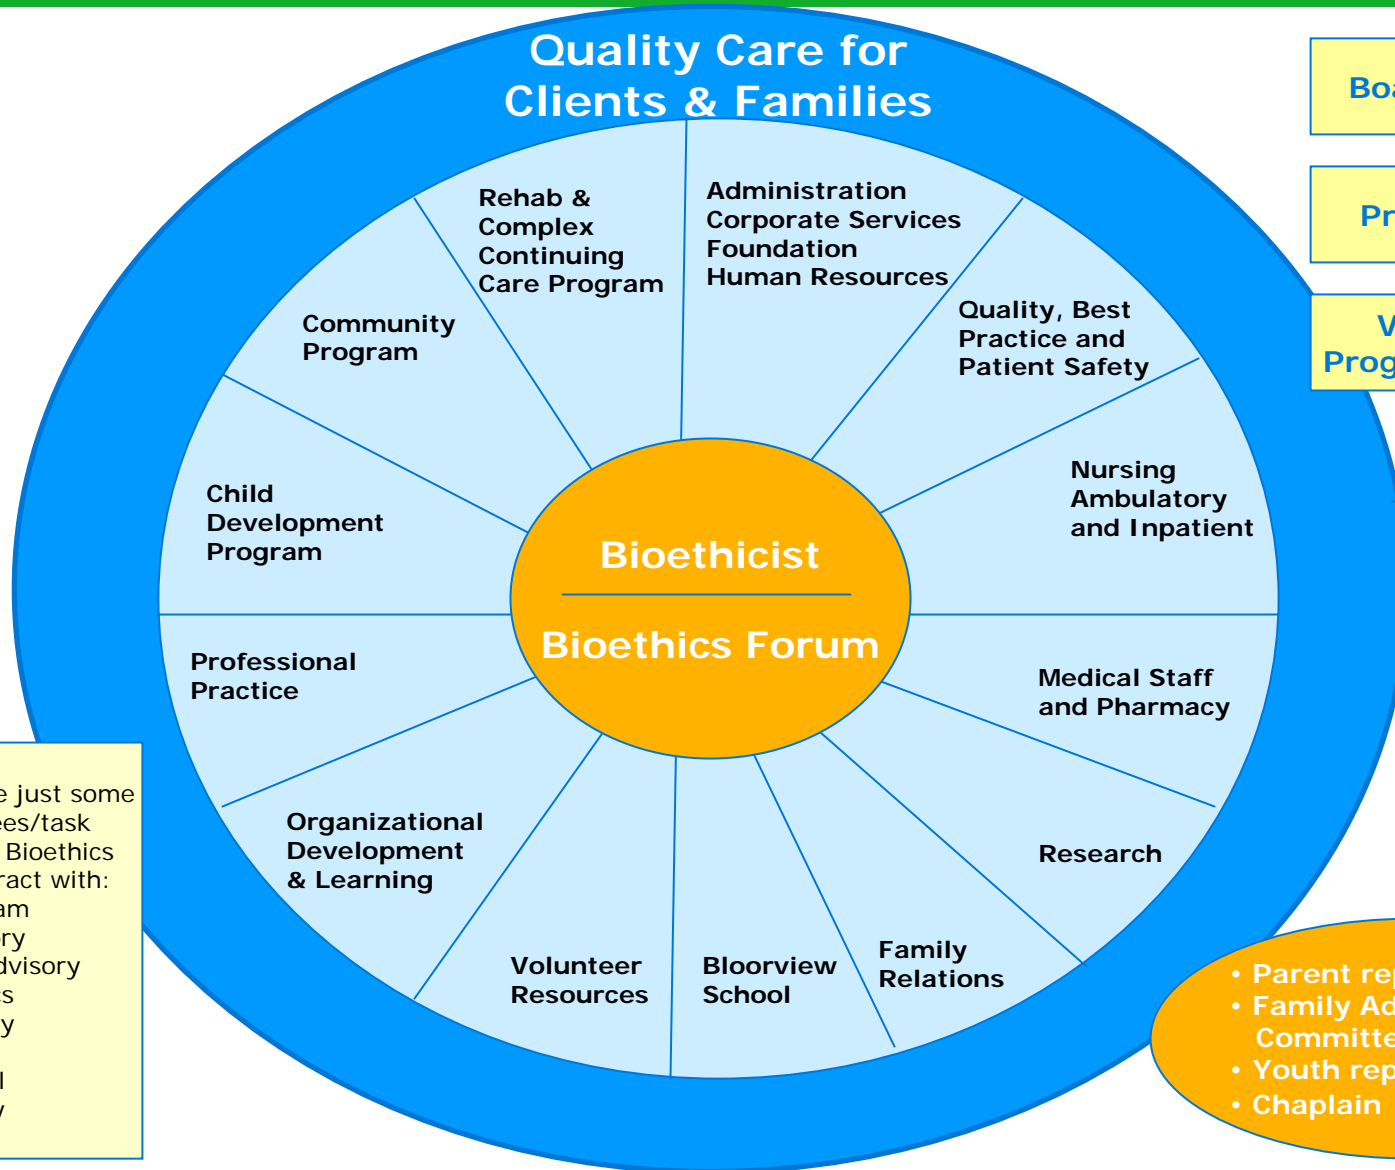 Quality Care for
Clients & Families
Rehab &
Complex
Continuing
Care Program
Administration
Corporate Services
Foundation
Human Resources
Quality, Best
Practice and
Patient Safety
Nursing
Ambulatory
and Inpatient
Medical Staff
and Pharmacy
Research
Family
Relations
Bloorview
School
Volunteer
Resources
Organizational
Development
& Learning
Professional
Practice
Child
Development
Program
Community
Program
Bioethicist
Bioethics Forum
just some
Bioethics
with:
• Parent
• Family
• Youth
• Chaplain